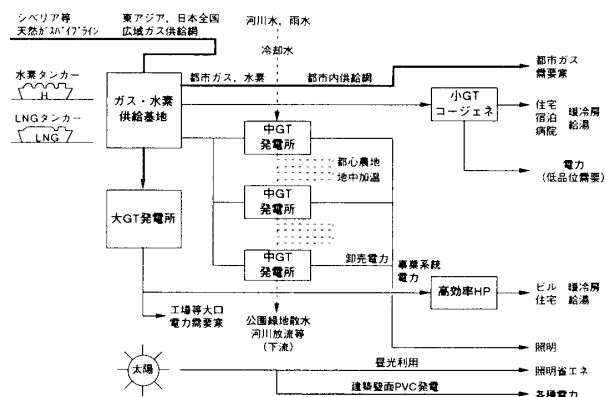 シベリア等
天然ガスパイプライン
東アジア、日本全国
広域ガス供給網
河川水、雨水
冷却水
水素タンカー
H
LNGタンカー
LNG
ガス・水素
供給基地
都市ガス、水素
都市内供給網
都市ガス
需要家
小GT
コージェネ
住宅
宿泊
病院
暖冷房
給湯
電力
(低品位需要)
中GT
発電所
都心農地
地中加温
中GT
発電所
大GT発電所
中GT
発電所
卸売電力
事業系統
電力
高効率HP
ビル
住宅
暖冷房
給湯
工場等大口
電力需要家
公園緑地散水
河川放流等
(下流)
照明
太陽
昼光利用
照明省エネ
建築壁面PVC発電
各種電力